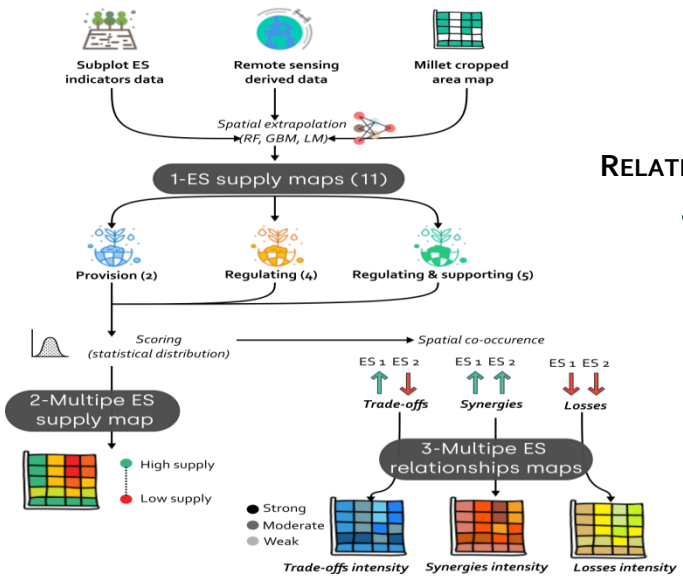 Subplot ES
indicators data
Remote sensing
derived data
Millet cropped
area map
Spatial extrapolation
(RF, GBM, LM)
1-ES supply maps (11)
RELATI
Provision (2)
Regulating (4)
Regulating & supporting (5)
Scoring
(statistical distribution)
Spatial co-occurence
ES 1 ES 2
ES 1 ES 2
ES 1 ES 2
Trade-offs
Synergies
Losses
2-Multipe ES
supply map
3-Multipe ES
relationships maps
High supply
Low supply
Strong
Moderate
Weak
Trade-offs intensity
Synergies intensity
Losses intensity